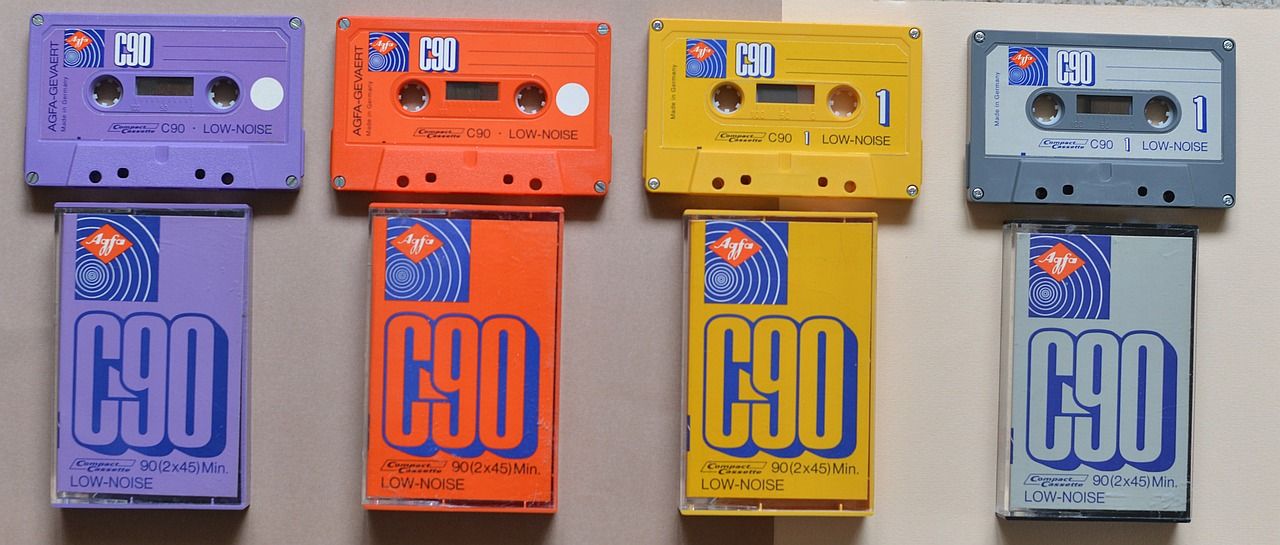 Agfa
C90
AGFA-GEVAERT
Made in Germany
Compact Cassette C90 · LOW-NOISE
Agfa
C90
AGFA-GEVAERT
Made in Germany
Compact Cassette C90 · LOW-NOISE
Agfa
C90
Made in Germany
1
Compact Cassette C90 1 LOW-NOISE
Agfa
C90
Made in Germany
1
Compact Cassette C90 1 LOW-NOISE
Agfa
C90
Compact Cassette 90(2x45)Min.
LOW-NOISE
Agfa
C90
Compact Cassette 90(2x45)Min.
LOW-NOISE
Agfa
C90
Compact Cassette 90(2x45)Min.
LOW-NOISE
Agfa
C90
Compact Cassette 90(2x45)Min.
LOW-NOISE